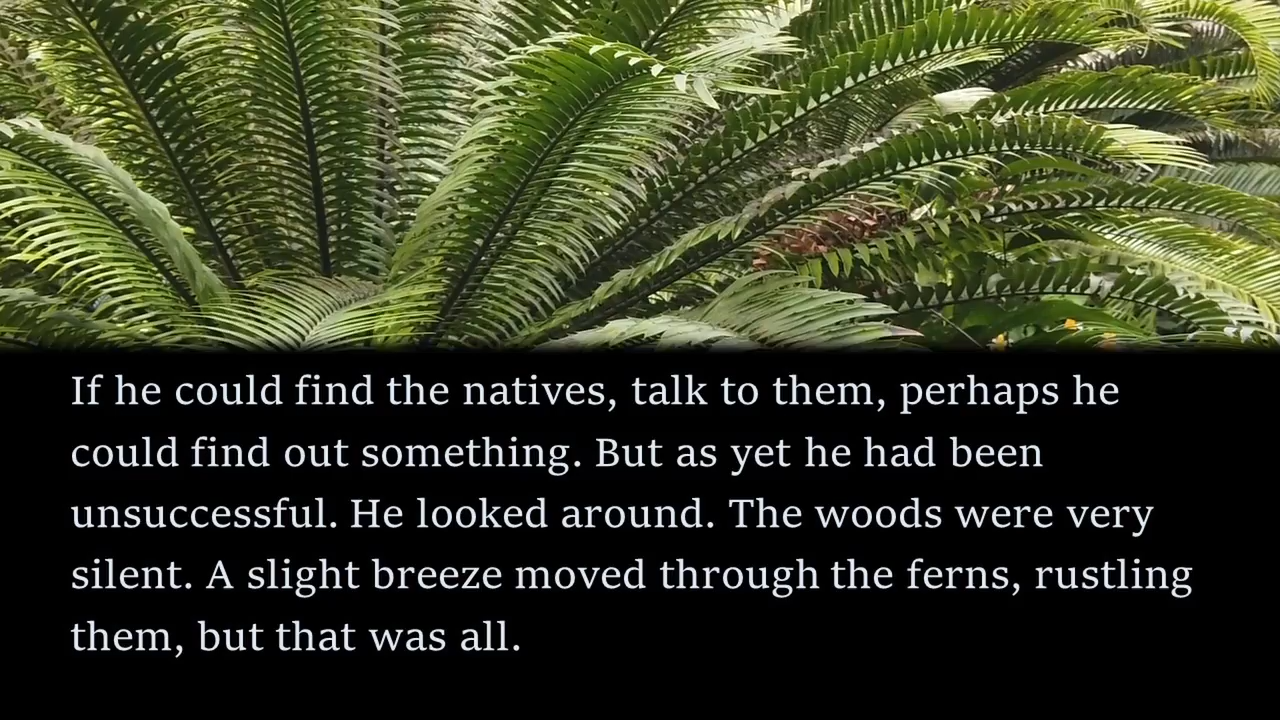 If he could find the natives, talk to them, perhaps he
could find out something. But as yet he had been
unsuccessful. He looked around. The woods were very
silent. A slight breeze moved through the ferns, rustling
them, but that was all.